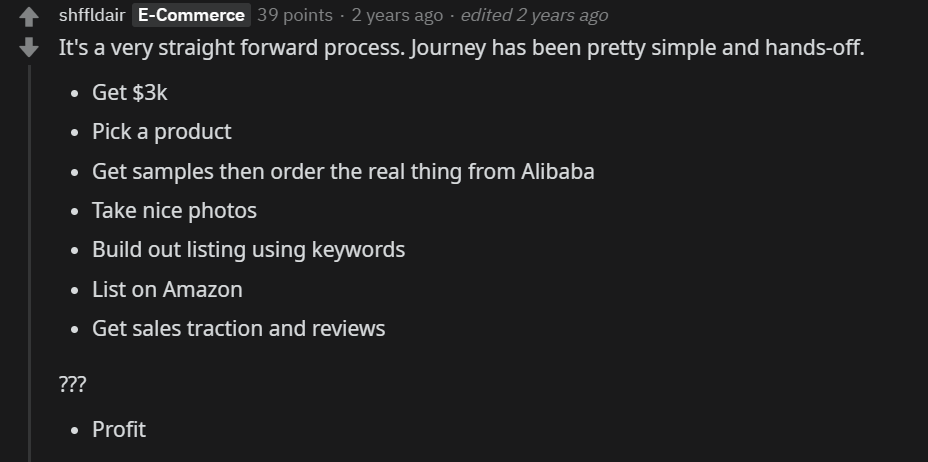 shffldair E-Commerce 39 points · 2 years ago · edited 2 years ago
It's a very straight forward process. Journey has been pretty simple and hands-off.
• Get $3k
• Pick a product
• Get samples then order the real thing from Alibaba
• Take nice photos
• Build out listing using keywords
• List on Amazon
• Get sales traction and reviews
???
• Profit